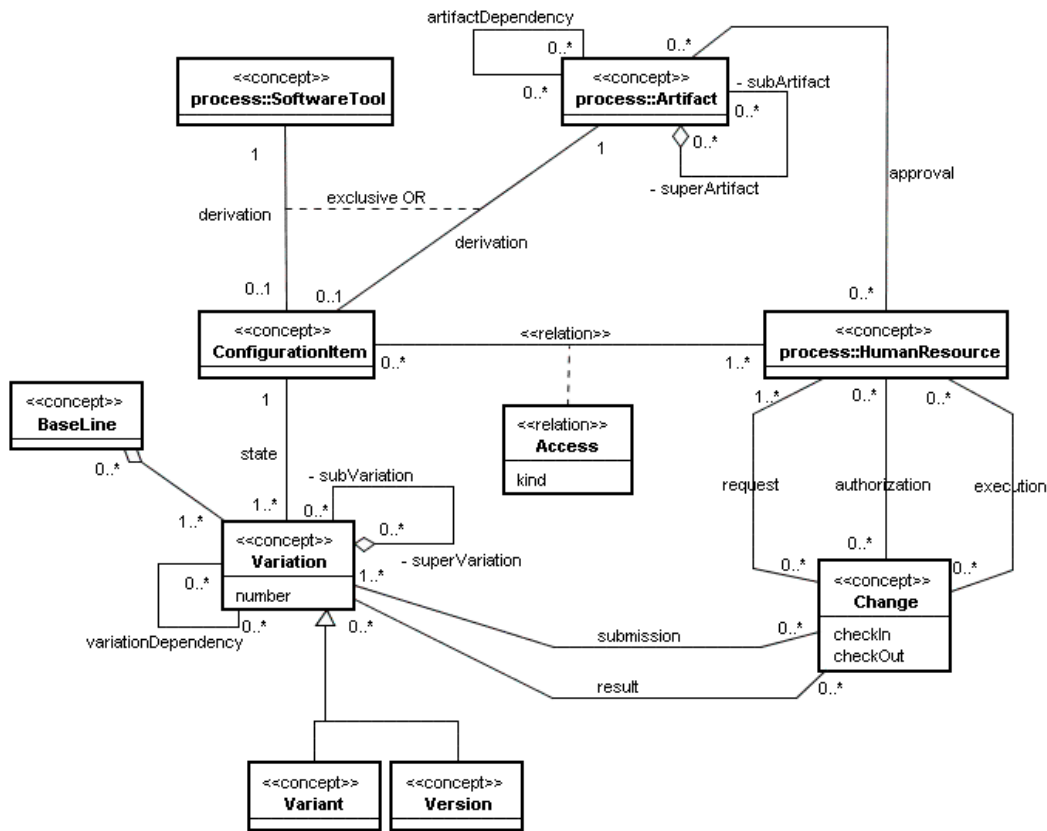 artifactDependency
0..*
0..*
0..*
<<concept>>
process::SoftwareTool
<<concept>>
process::Artifact
- subArtifact
0..*
0..*
- superArtifact
1
1
approval
exclusive OR
derivation
derivation
0..1
0..1
0..*
<<concept>>
ConfigurationItem
<<relation>>
<<concept>>
process::HumanResource
0..*
1..*
1
1..*
0..*
0..*
<<concept>>
BaseLine
<<relation>>
Access
kind
0..*
state
- subVariation
request
authorization
execution
1..*
1..*
0..*
0..*
<<concept>>
Variation
number
- superVariation
0..*
0..*
0..*
<<concept>>
Change
checkIn
checkOut
0..*
1..*
0..*
0..*
variationDependency
submission
0..*
result
0..*
<<concept>>
Variant
<<concept>>
Version